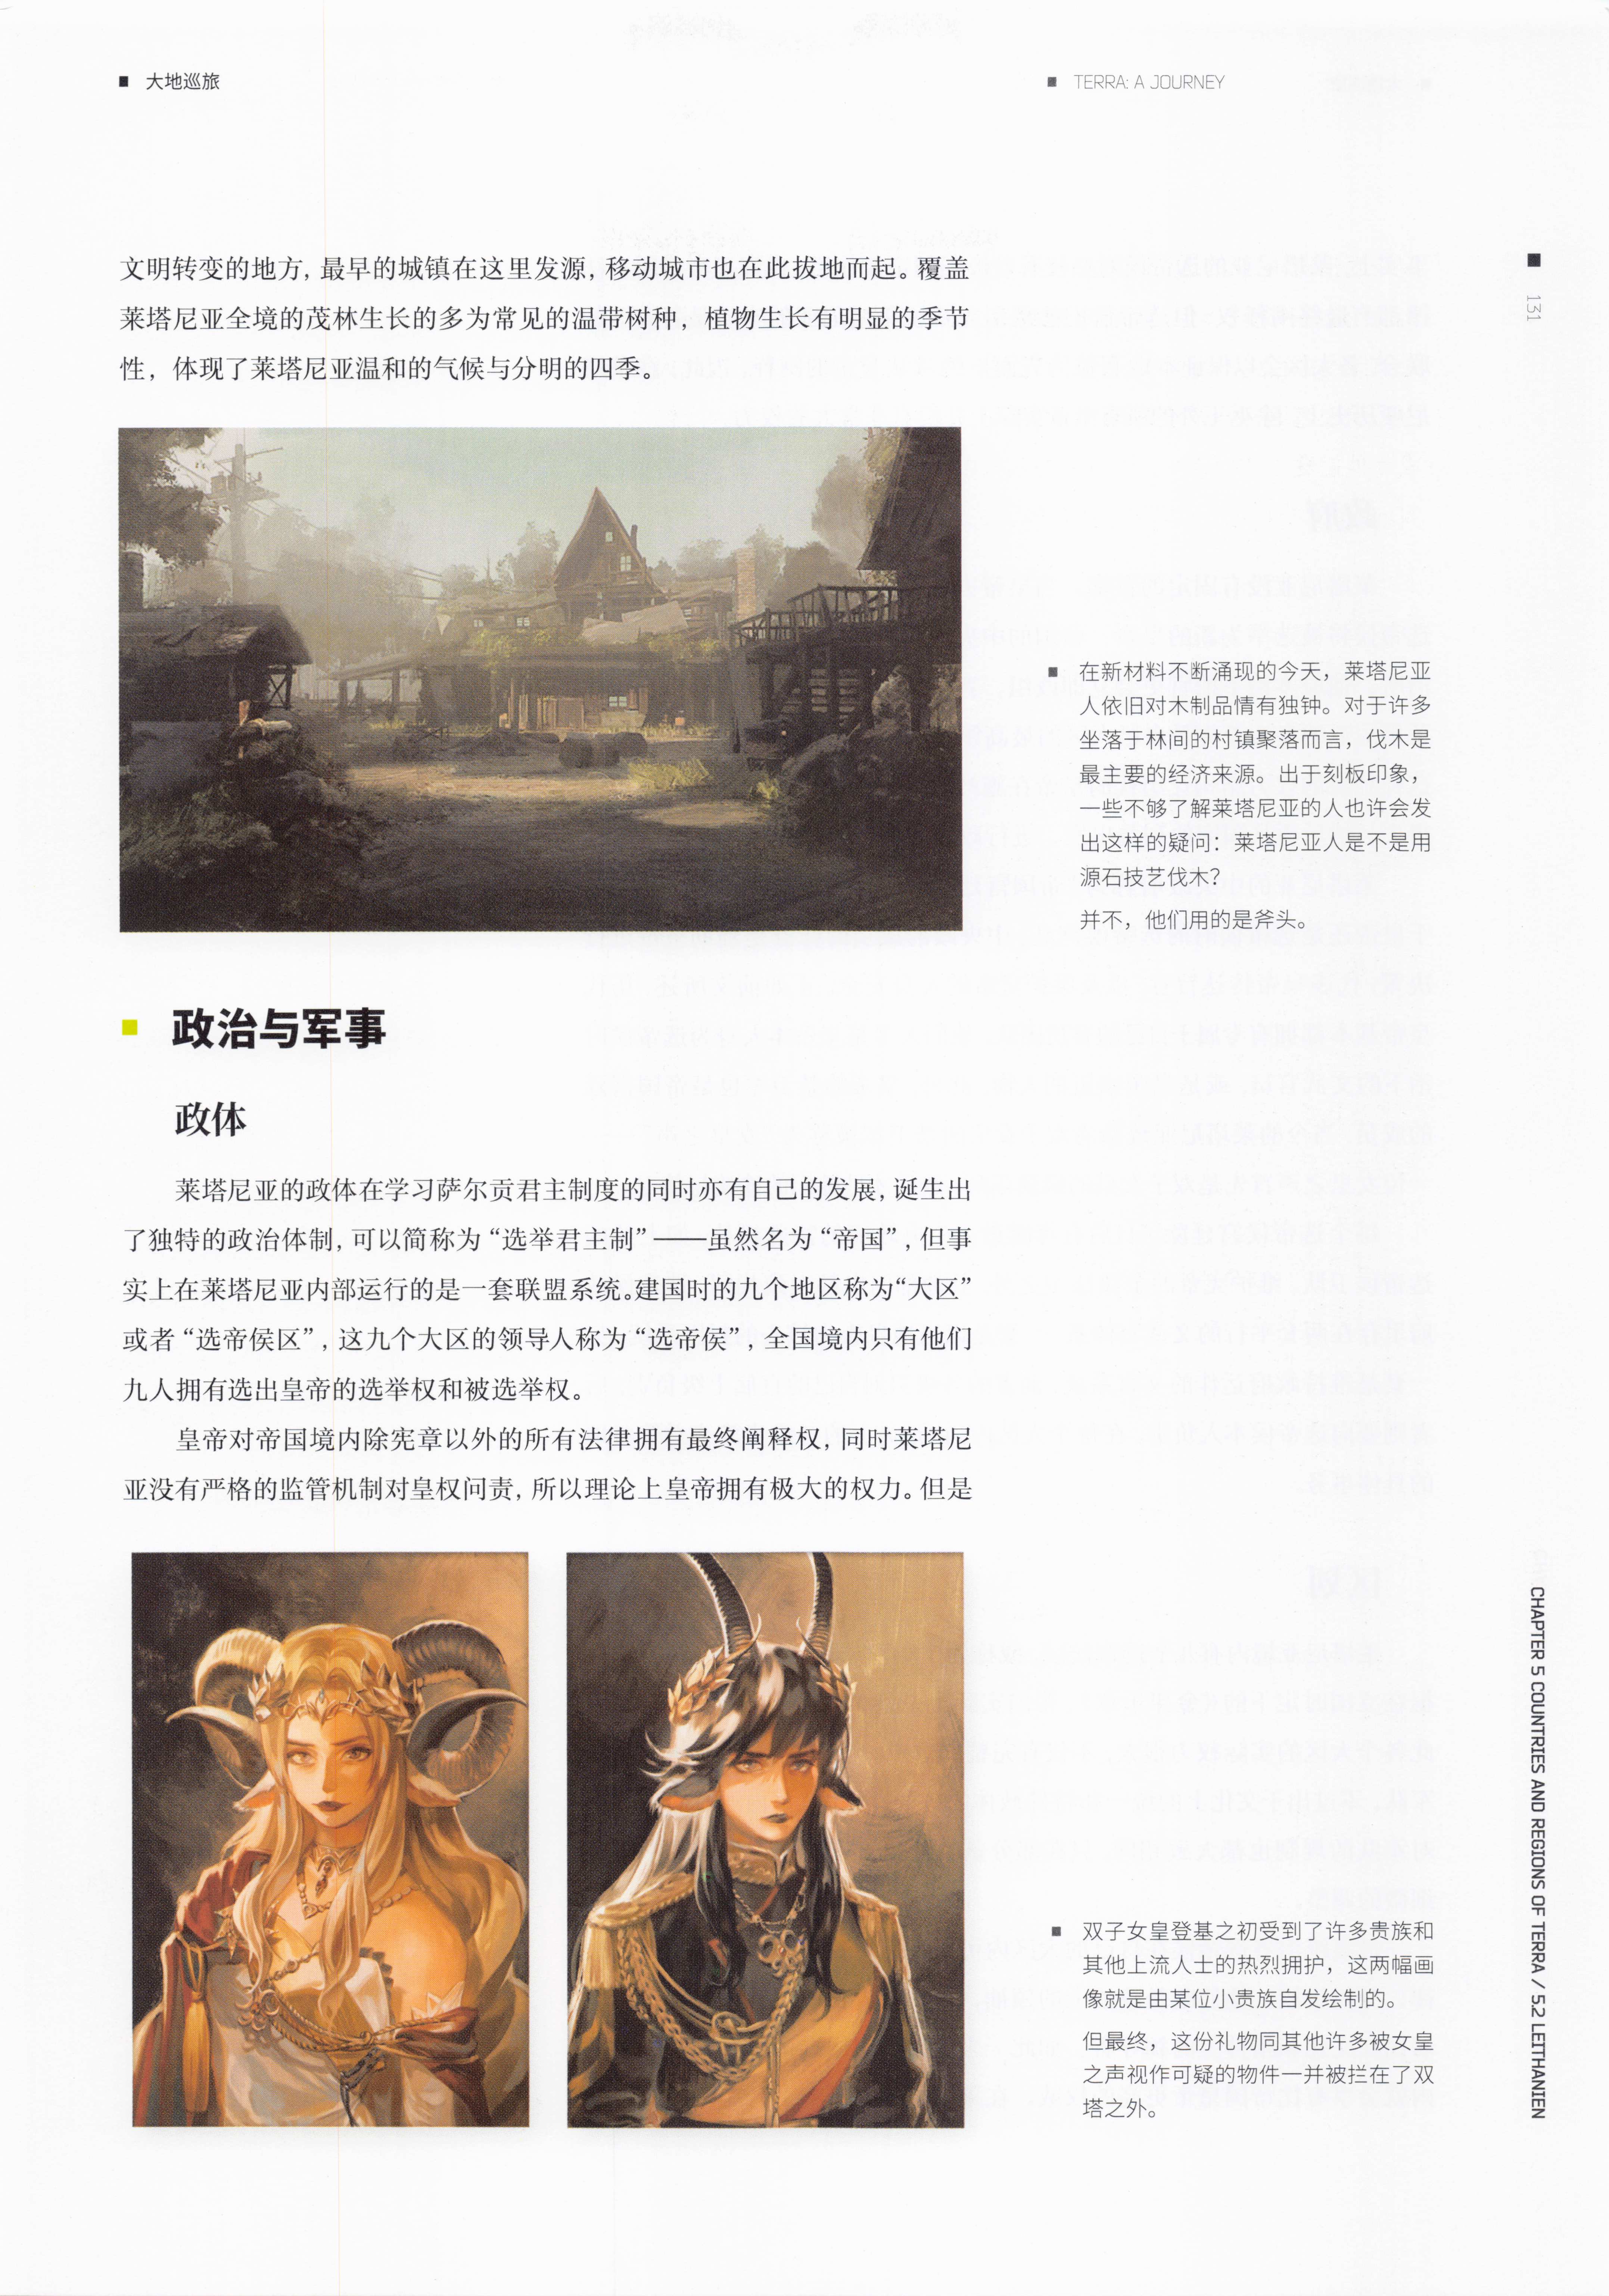 大地巡旅
TERRA: A JOURNEY
131
文明转变的地方，最早的城镇在这里发源，移动城市也在此拔地而起。覆盖
莱塔尼亚全境的茂林生长的多为常见的温带树种，植物生长有明显的季节
性，体现了莱塔尼亚温和的气候与分明的四季。
在新材料不断涌现的今天，莱塔尼亚
人依旧对木制品情有独钟。对于许多
坐落于林间的村镇聚落而言，伐木是
最主要的经济来源。出于刻板印象，
一些不够了解莱塔尼亚的人也许会发
出这样的疑问：莱塔尼亚人是不是用
源石技艺伐木？
并不，他们用的是斧头。
政治与军事
政体
莱塔尼亚的政体在学习萨尔贡君主制度的同时亦有自己的发展，诞生出
了独特的政治体制，可以简称为“选举君主制”——虽然名为“帝国”，但事
实上在莱塔尼亚内部运行的是一套联盟系统。建国时的九个地区称为“大区”
或者“选帝侯区”，这九个大区的领导人称为“选帝侯”，全国境内只有他们
九人拥有选出皇帝的选举权和被选举权。
皇帝对帝国境内除宪章以外的所有法律拥有最终阐释权，同时莱塔尼
亚没有严格的监管机制对皇权问责，所以理论上皇帝拥有极大的权力。但是
双子女皇登基之初受到了许多贵族和
其他上流人士的热烈拥护，这两幅画
像就是由某位小贵族自发绘制的。
但最终，这份礼物同其他许多被女皇
之声视作可疑的物件一并被拦在了双
塔之外。
CHAPTER 5 COUNTRIES AND REGIONS OF TERRA / 5.2 LEITHANIEN